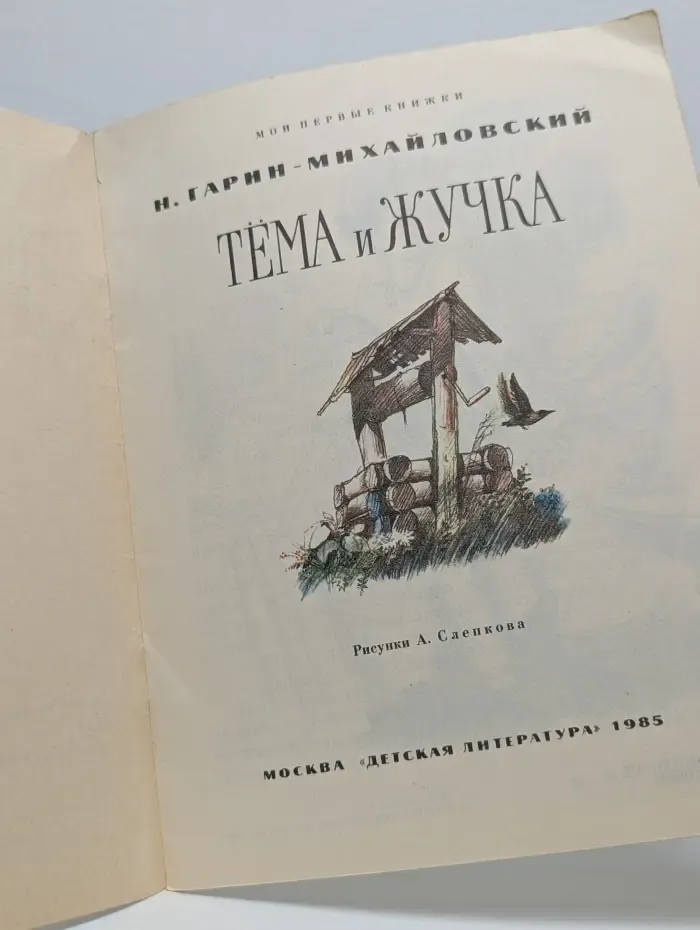 МОИ ПЕРВЫЕ КНИЖКИ
Н. ГАРИН-МИХАЙЛОВСКИЙ
ТЁМА и ЖУЧКА
Рисунки А. Слепкова
МОСКВА «ДЕТСКАЯ ЛИТЕРАТУРА» 1985